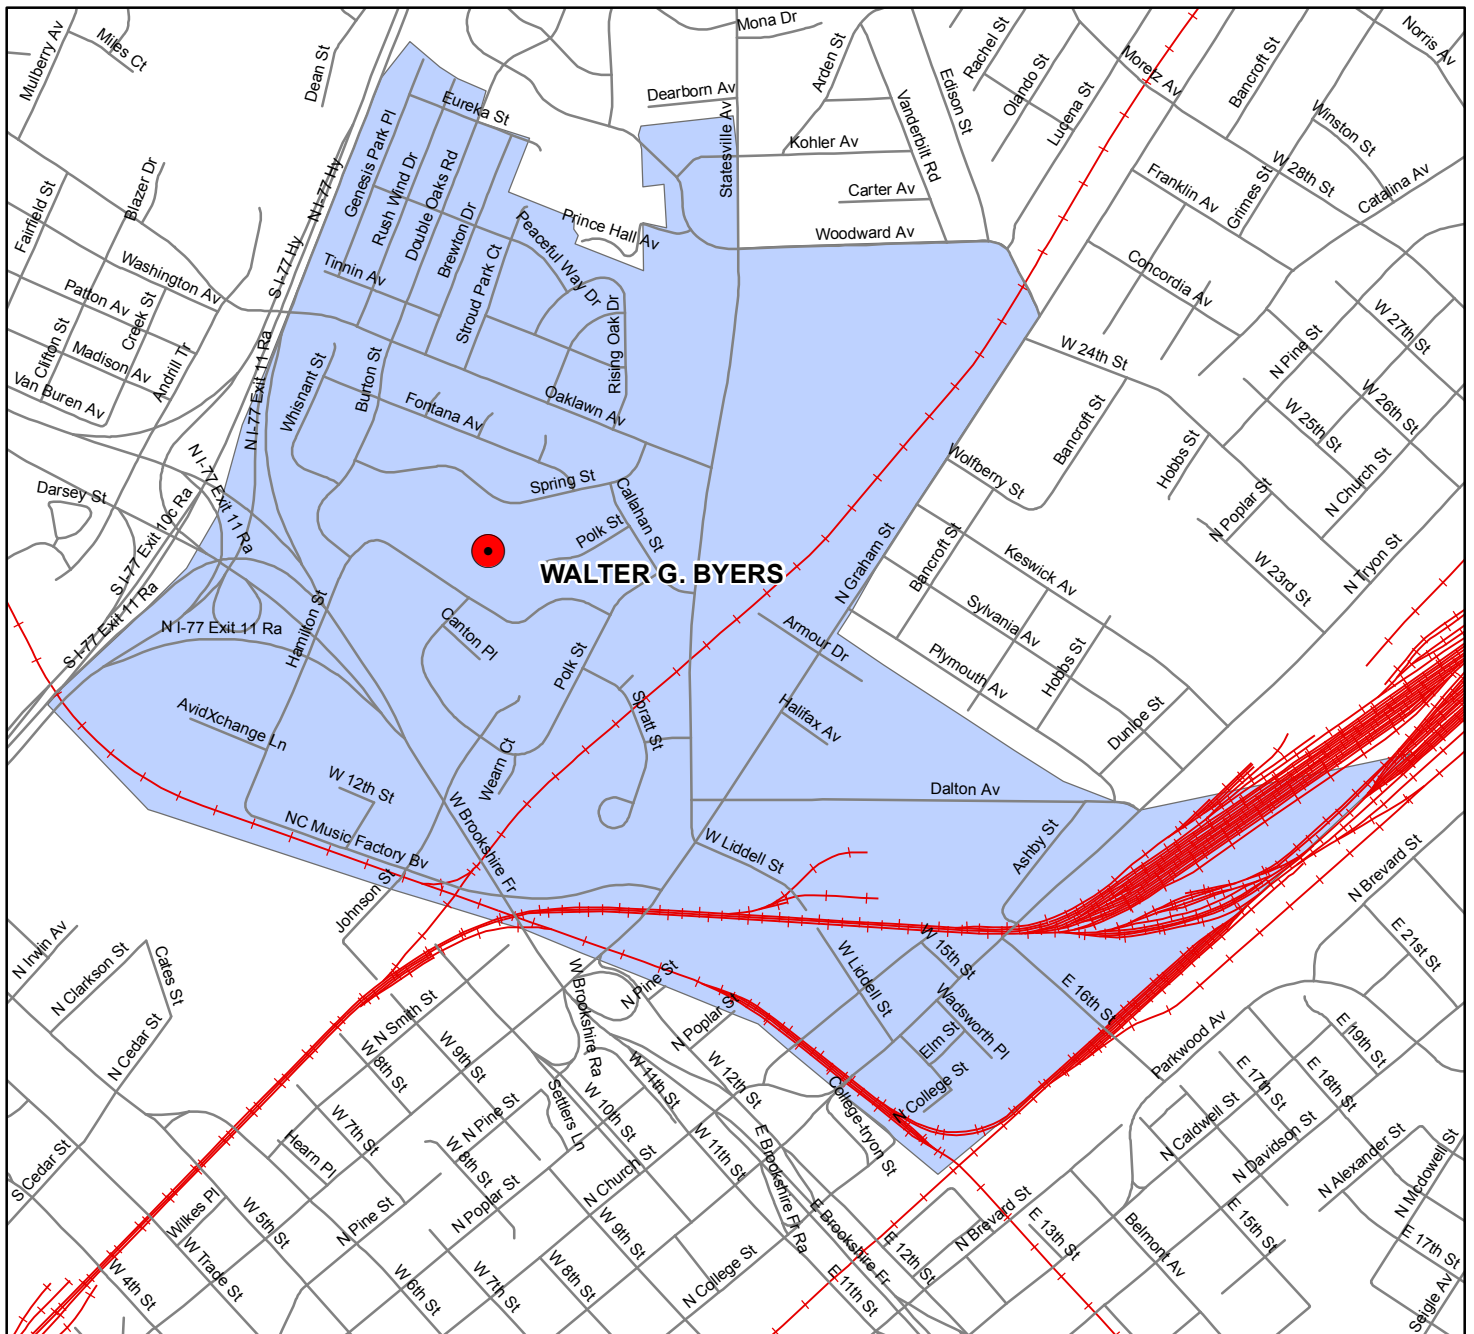 Mona Dr
Mulberry Av
Miles Ct
Dean St
Dearborn Av
Arden St
Rachel St
Olando St
Moretz Av
Bancroft St
Norris Av
Eureka St
Statesville Av
Vanderbilt Rd
Edison St
Lucena St
Winston St
Kohler Av
W 28th St
Catalina Av
Genesis Park Pl
Rush Wind Dr
Double Oaks Rd
Brewton Dr
N I-77 Hy
S I-77 Hy
Blazer Dr
Fairfield St
Carter Av
Franklin Av
Grimes St
Prince Hall Av
Woodward Av
Peaceful Way Dr
Stroud Park Ct
Tinnin Av
Washington Av
Concordia Av
Patton Av
Creek St
Clifton St
Madison Av
Andrill Tr
Van Buren Av
Rising Oak Dr
W 27th St
N Pine St
W 24th St
W 26th St
W 25th St
Whisnant St
Burton St
Fontana Av
Oaklawn Av
N I-77 Exit 11 Ra
Bancroft St
Hobbs St
N Church St
N Poplar St
Wolfberry St
N I-77 Exit 11 Ra
Darsey St
S I-77 Exit 10c Ra
Spring St
Callahan St
Polk St
WALTER G. BYERS
N Graham St
Bancroft St
Keswick Av
W 23rd St
N Tryon St
S I-77 Exit 11 Ra
N I-77 Exit 11 Ra
Hamilton St
Canton Pl
Polk St
Armour Dr
Sylvania Av
Plymouth Av
Hobbs St
Dunloe St
Halifax Av
AvidXchange Ln
Spratt St
Wearn Ct
W 12th St
NC Music Factory Bv
W Brookshire Fr
Dalton Av
W Liddell St
Ashby St
Johnson St
N Brevard St
N Irwin Av
N Clarkson St
Cates St
N Cedar St
W Brookshire Ra
N Pine St
N Poplar St
W Liddell St
W 15th St
Wadsworth Pl
Elm St
E 16th St
E 21st St
N Smith St
W 9th St
W 8th St
W 11th St
W 12th St
N College St
College-tryon St
Parkwood Av
E 19th St
E 18th St
E 17th St
N Caldwell St
N Davidson St
N Alexander St
N Mcdowell St
W 7th St
Hearn Pl
N Pine St
Settlers Ln
W 10th St
W 8th St
N Church St
W 11th St
E Brookshire Fr Ra
E Brookshire Fr
S Cedar St
Wilkes Pl
W 5th St
N Pine St
N Poplar St
W 9th St
E 12th St
N Brevard St
E 13th St
Belmont Av
E 15th St
E 17th St
W Trade St
W 4th St
W 6th St
W 7th St
W 8th St
N College St
E 11th St
Seigle Av